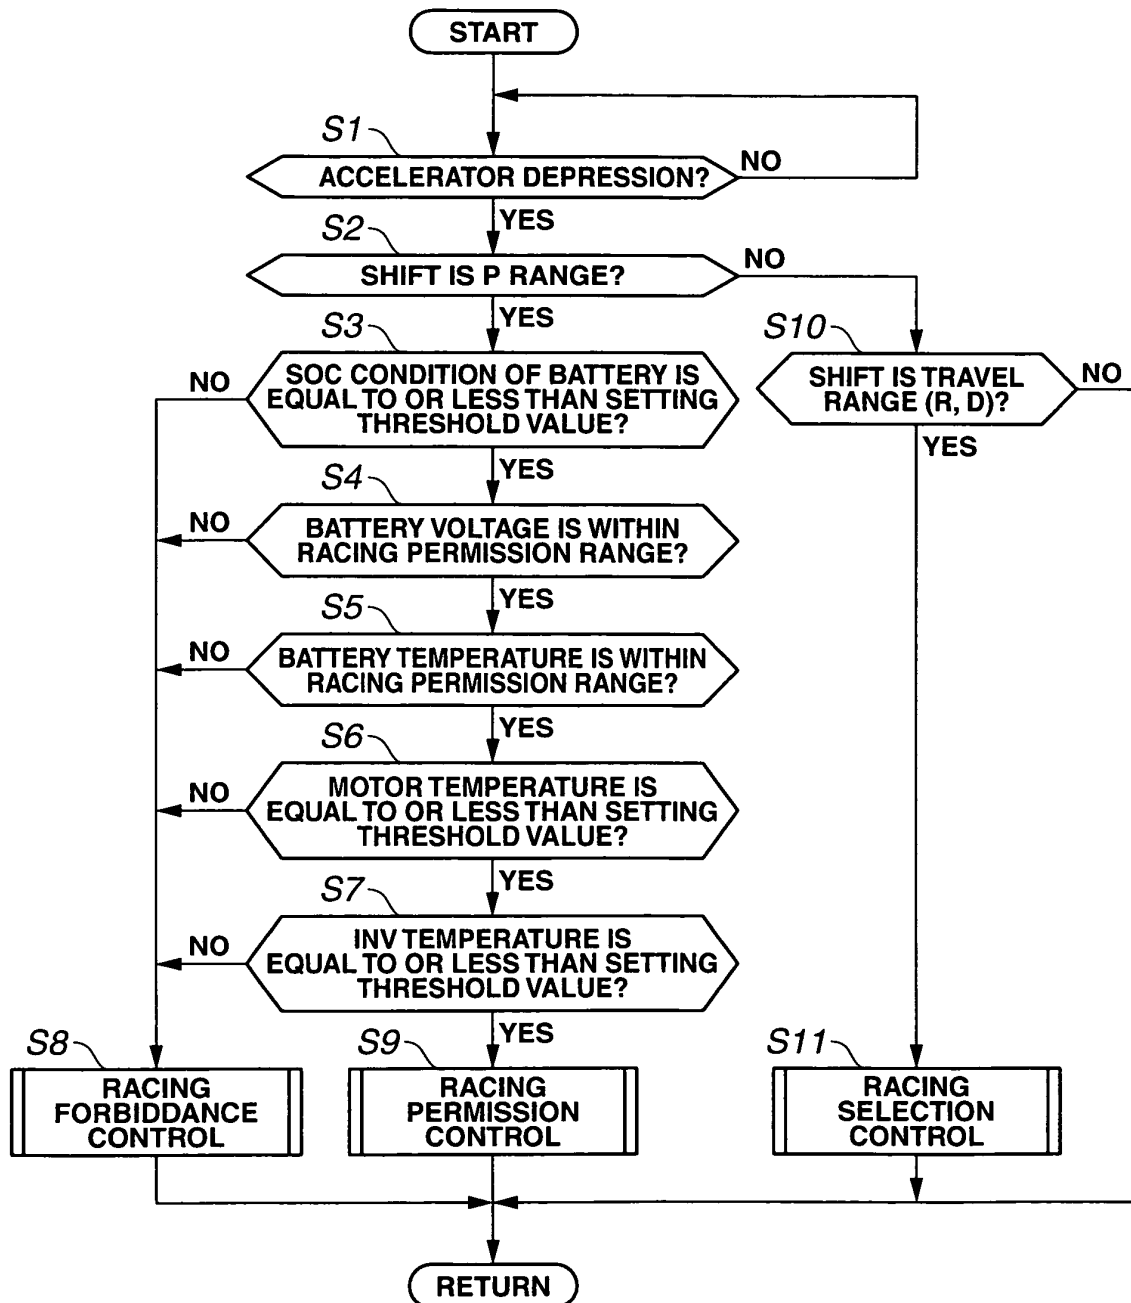 START
S1
ACCELERATOR DEPRESSION?
NO
YES
S2
SHIFT IS P RANGE?
NO
YES
S3
SOC CONDITION OF BATTERY IS
EQUAL TO OR LESS THAN SETTING
THRESHOLD VALUE?
NO
YES
S10
SHIFT IS TRAVEL
RANGE (R, D)?
NO
YES
S4
BATTERY VOLTAGE IS WITHIN
RACING PERMISSION RANGE?
NO
YES
S5
BATTERY TEMPERATURE IS WITHIN
RACING PERMISSION RANGE?
NO
YES
S6
MOTOR TEMPERATURE IS
EQUAL TO OR LESS THAN SETTING
THRESHOLD VALUE?
NO
YES
S7
INV TEMPERATURE IS
EQUAL TO OR LESS THAN SETTING
THRESHOLD VALUE?
NO
YES
S8
RACING
FORBIDDANCE
CONTROL
S9
RACING
PERMISSION
CONTROL
S11
RACING
SELECTION
CONTROL
RETURN